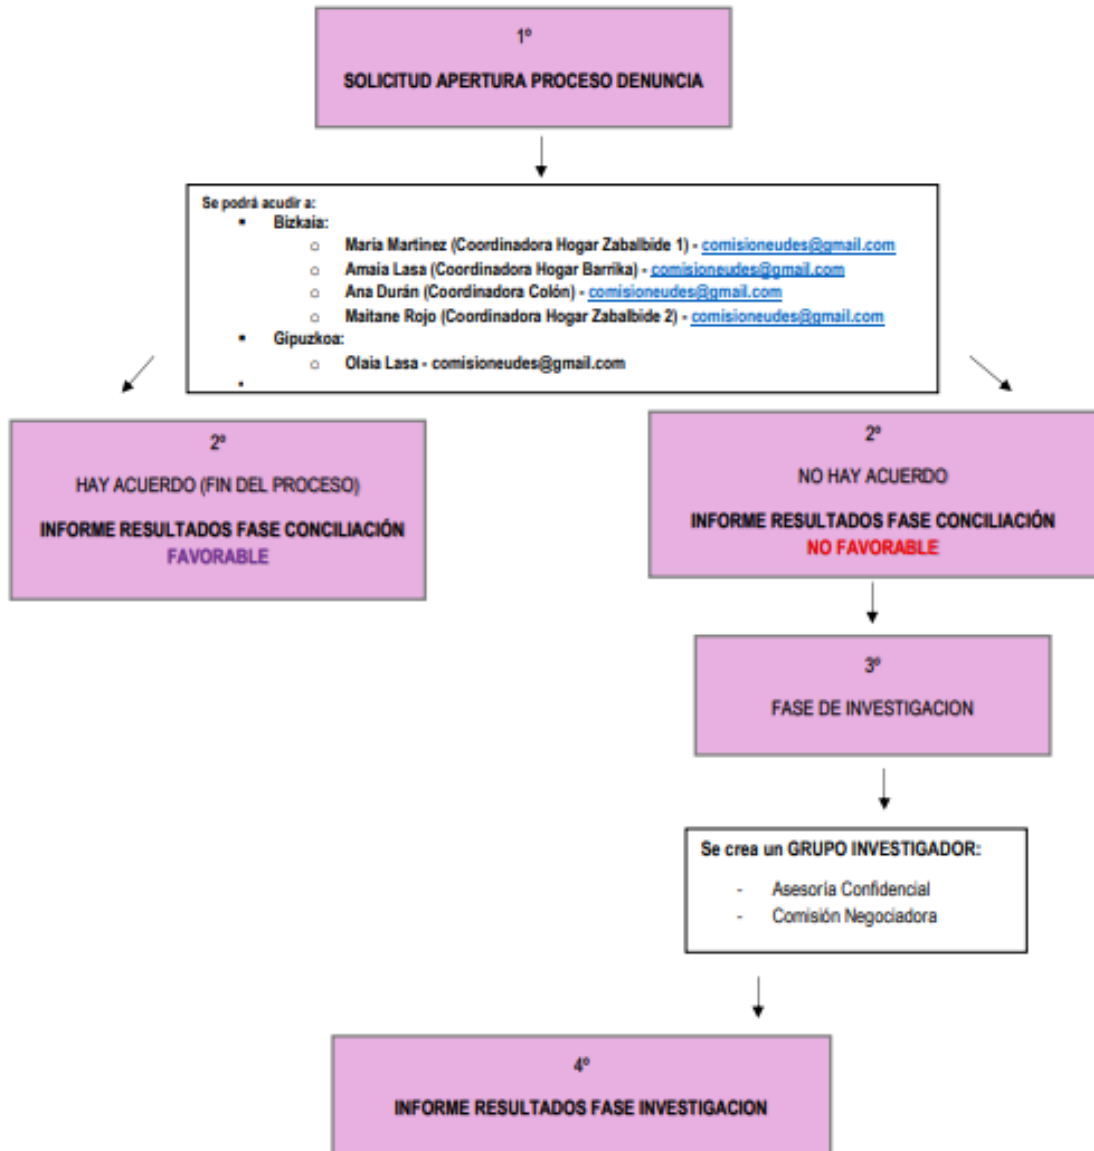 1º
SOLICITUD APERTURA PROCESO DENUNCIA
Se podrá acudir a:
▪ Bizkaia:
o Maria Martinez (Coordinadora Hogar Zabalbide 1) - comisioneudes@gmail.com
o Amaia Lasa (Coordinadora Hogar Barrika) - comisioneudes@gmail.com
o Ana Durán (Coordinadora Colón) - comisioneudes@gmail.com
o Maitane Rojo (Coordinadora Hogar Zabalbide 2) - comisioneudes@gmail.com
▪ Gipuzkoa:
o Olaia Lasa - comisioneudes@gmail.com
▪
2º
HAY ACUERDO (FIN DEL PROCESO)
INFORME RESULTADOS FASE CONCILIACIÓN
FAVORABLE
2º
NO HAY ACUERDO
INFORME RESULTADOS FASE CONCILIACIÓN
NO FAVORABLE
3º
FASE DE INVESTIGACION
Se crea un GRUPO INVESTIGADOR:
- Asesoría Confidencial
- Comisión Negociadora
4º
INFORME RESULTADOS FASE INVESTIGACION